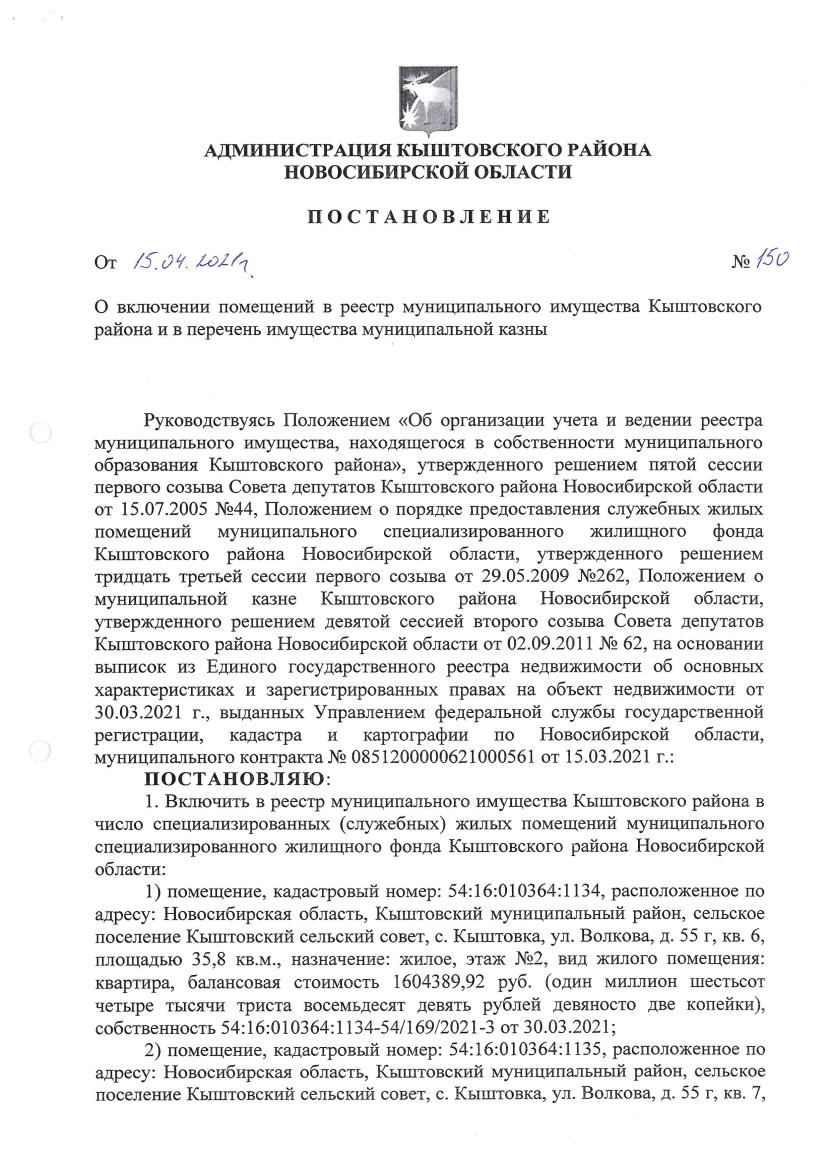 АДМИНИСТРАЦИЯ КЫШТОВСКОГО РАЙОНА
НОВОСИБИРСКОЙ ОБЛАСТИ
ПОСТАНОВЛЕНИЕ
От 15.04.2021г. № 150
О включении помещений в реестр муниципального имущества Кыштовского
района и в перечень имущества муниципальной казны
Руководствуясь Положением «Об организации учета и ведении реестра
муниципального имущества, находящегося в собственности муниципального
образования Кыштовского района», утвержденного решением пятой сессии
первого созыва Совета депутатов Кыштовского района Новосибирской области
от 15.07.2005 №44, Положением о порядке предоставления служебных жилых
помещений муниципального специализированного жилищного фонда
Кыштовского района Новосибирской области, утвержденного решением
тридцать третьей сессии первого созыва от 29.05.2009 №262, Положением о
муниципальной казне Кыштовского района Новосибирской области,
утвержденного решением девятой сессией второго созыва Совета депутатов
Кыштовского района Новосибирской области от 02.09.2011 № 62, на основании
выписок из Единого государственного реестра недвижимости об основных
характеристиках и зарегистрированных правах на объект недвижимости от
30.03.2021 г., выданных Управлением федеральной службы государственной
регистрации, кадастра и картографии по Новосибирской области,
муниципального контракта № 0851200000621000561 от 15.03.2021 г.:
ПОСТАНОВЛЯЮ:
1. Включить в реестр муниципального имущества Кыштовского района в
число специализированных (служебных) жилых помещений муниципального
специализированного жилищного фонда Кыштовского района Новосибирской
области:
1) помещение, кадастровый номер: 54:16:010364:1134, расположенное по
адресу: Новосибирская область, Кыштовский муниципальный район, сельское
поселение Кыштовский сельский совет, с. Кыштовка, ул. Волкова, д. 55 г, кв. 6,
площадью 35,8 кв.м., назначение: жилое, этаж №2, вид жилого помещения:
квартира, балансовая стоимость 1604389,92 руб. (один миллион шестьсот
четыре тысячи триста восемьдесят девять рублей девяносто две копейки),
собственность 54:16:010364:1134-54/169/2021-3 от 30.03.2021;
2) помещение, кадастровый номер: 54:16:010364:1135, расположенное по
адресу: Новосибирская область, Кыштовский муниципальный район, сельское
поселение Кыштовский сельский совет, с. Кыштовка, ул. Волкова, д. 55 г, кв. 7,